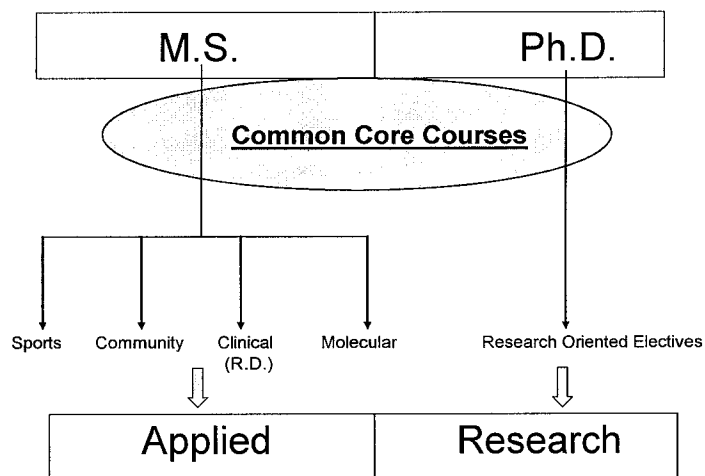 M.S. Ph.D.
Common Core Courses
Sports Community Clinical Molecular Research Oriented Electives
(R.D.)
Applied Research